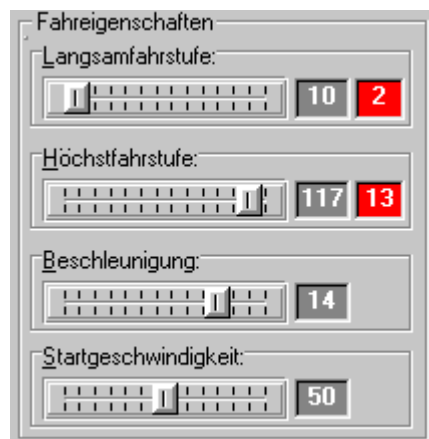 Fahreigenschaften
Langsamfahrstufe:
10 2
Höchstfahrstufe:
117 13
Beschleunigung:
14
Startgeschwindigkeit:
50